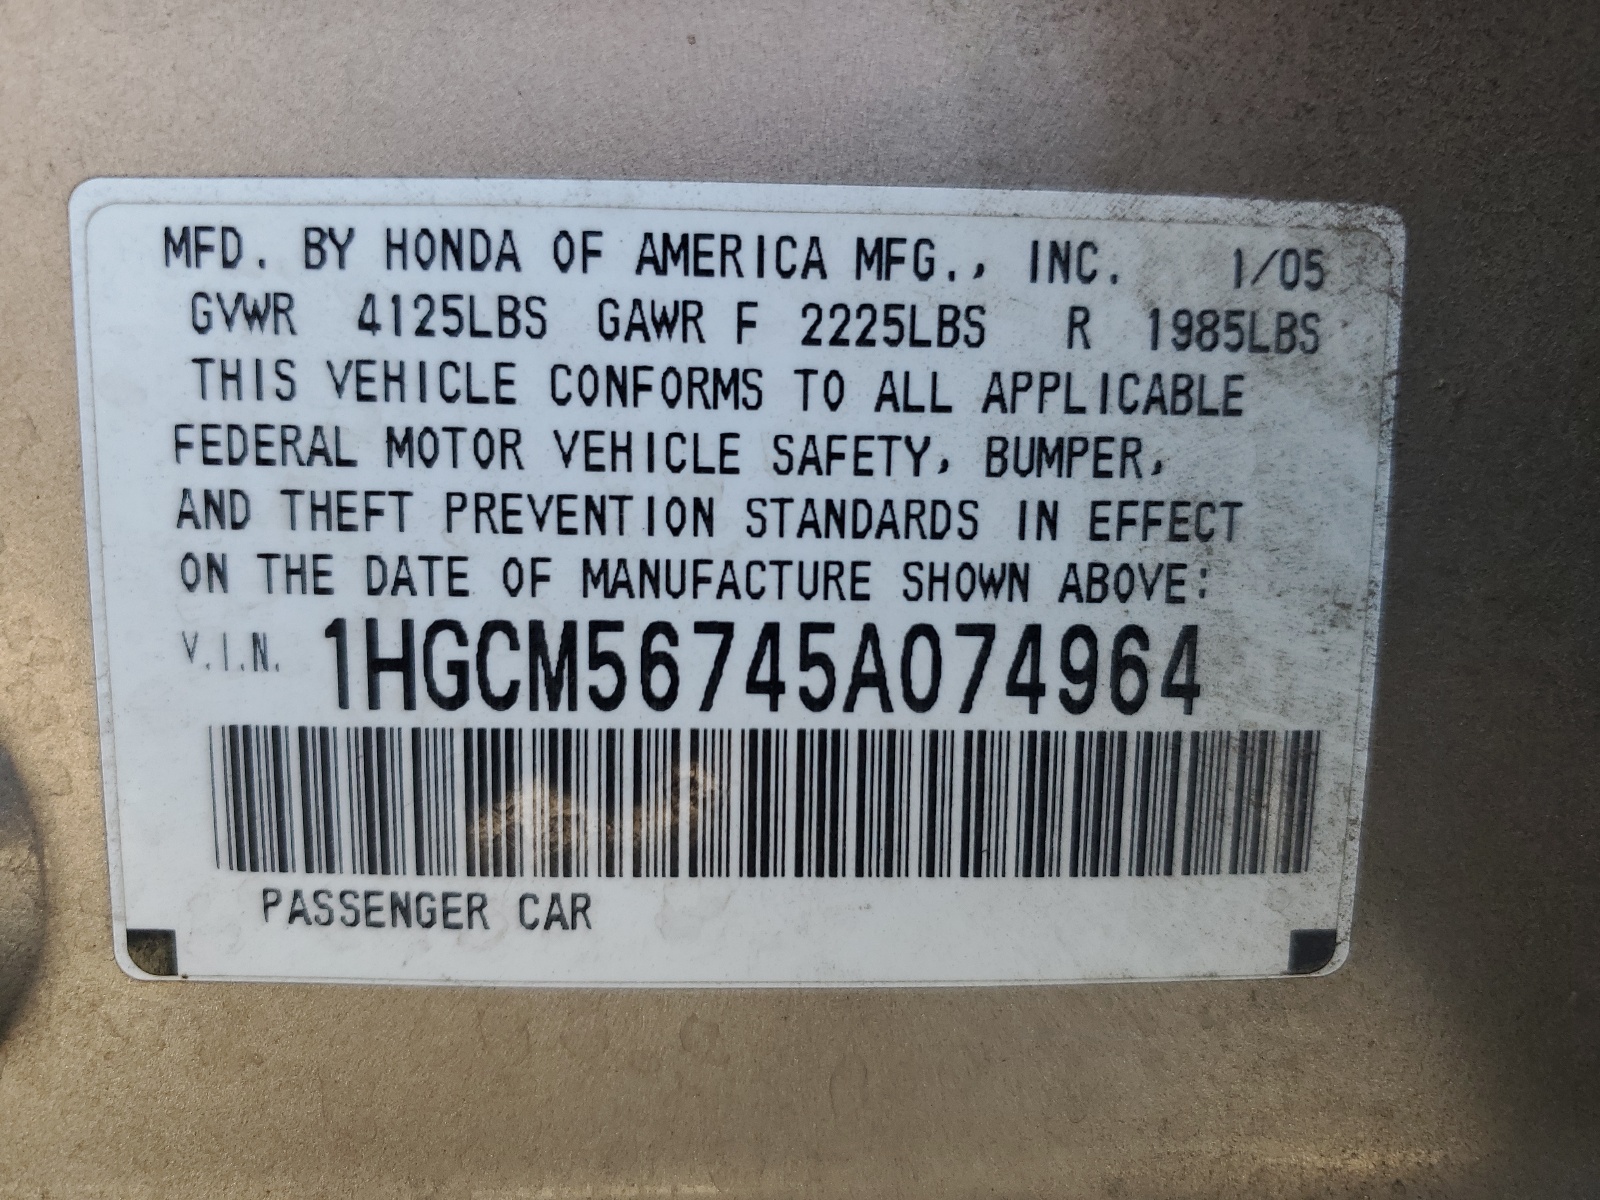 MFD. BY HONDA OF AMERICA MFG., INC. 1/05
GVWR 4125LBS GAWR F 2225LBS R 1985LBS
THIS VEHICLE CONFORMS TO ALL APPLICABLE
FEDERAL MOTOR VEHICLE SAFETY, BUMPER,
AND THEFT PREVENTION STANDARDS IN EFFECT
ON THE DATE OF MANUFACTURE SHOWN ABOVE:
V.I.N. 1HGCM56745A074964
PASSENGER CAR